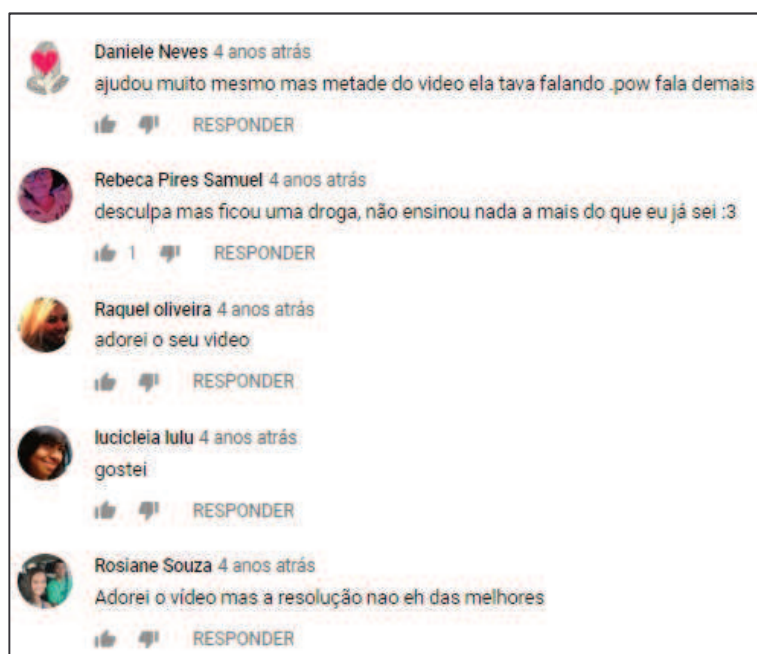 Daniele Neves 4 anos atrás
ajudou muito mesmo mas metade do video ela tava falando .pow fala demais
RESPONDER
Rebeca Pires Samuel 4 anos atrás
desculpa mas ficou uma droga, não ensinou nada a mais do que eu já sei :3
1 RESPONDER
Raquel oliveira 4 anos atrás
adorei o seu video
RESPONDER
lucicleia lulu 4 anos atrás
gostei
RESPONDER
Rosiane Souza 4 anos atrás
Adorei o vídeo mas a resolução nao eh das melhores
RESPONDER